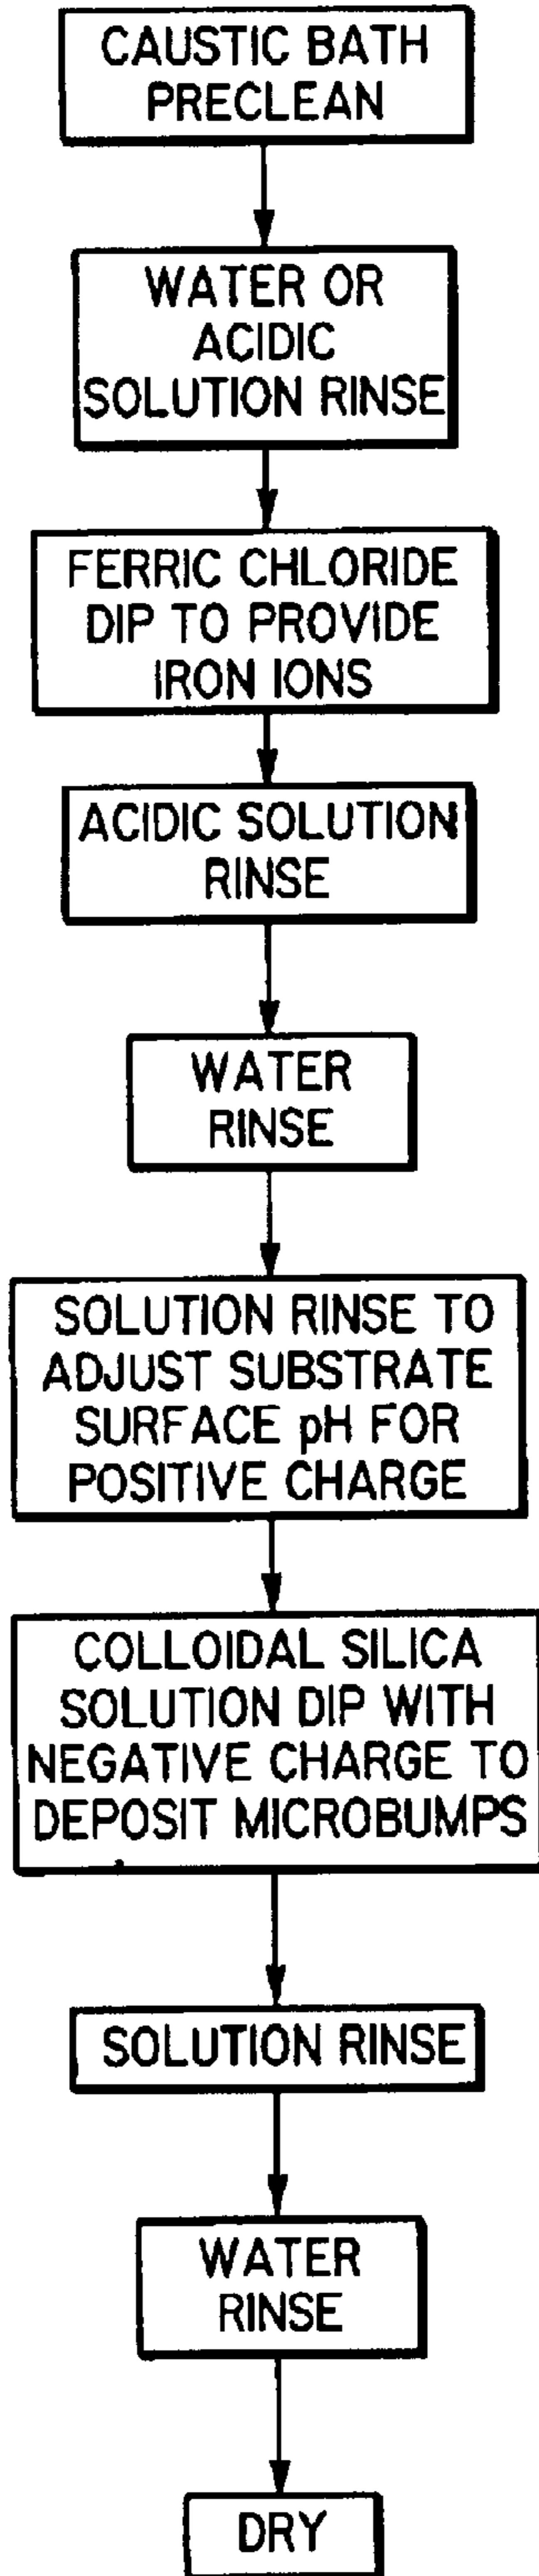 CAUSTIC BATH
PRECLEAN
WATER OR
ACIDIC
SOLUTION RINSE
FERRIC CHLORIDE
DIP TO PROVIDE
IRON IONS
ACIDIC SOLUTION
RINSE
WATER
RINSE
SOLUTION RINSE TO
ADJUST SUBSTRATE
SURFACE pH FOR
POSITIVE CHARGE
COLLOIDAL SILICA
SOLUTION DIP WITH
NEGATIVE CHARGE TO
DEPOSIT MICROBUMPS
SOLUTION RINSE
WATER
RINSE
DRY